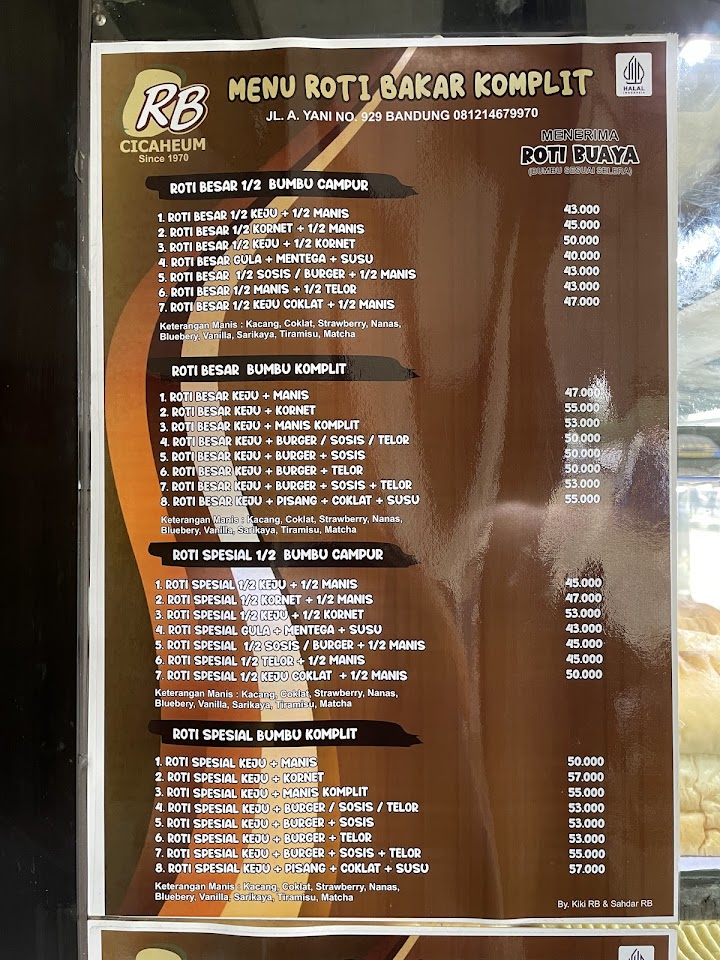 RB
CICAHEUM
Since 1970
MENU ROTI BAKAR KOMPLIT
JL. A. YANI NO. 929 BANDUNG 081214679970
HALAL
INDONESIA
MENERIMA
ROTI BUAYA
(BUMBU SESUAI SELERA)
ROTI BESAR 1/2 BUMBU CAMPUR
1. ROTI BESAR 1/2 KEJU + 1/2 MANIS 43.000
2. ROTI BESAR 1/2 KORNET + 1/2 MANIS 45.000
3. ROTI BESAR 1/2 KEJU + 1/2 KORNET 50.000
4. ROTI BESAR GULA + MENTEGA + SUSU 40.000
5. ROTI BESAR 1/2 SOSIS / BURGER + 1/2 MANIS 43.000
6. ROTI BESAR 1/2 MANIS + 1/2 TELOR 43.000
7. ROTI BESAR 1/2 KEJU COKLAT + 1/2 MANIS 47.000
Keterangan Manis : Kacang, Coklat, Strawberry, Nanas,
Bluebery, Vanilla, Sarikaya, Tiramisu, Matcha
ROTI BESAR BUMBU KOMPLIT
1. ROTI BESAR KEJU + MANIS 47.000
2. ROTI BESAR KEJU + KORNET 55.000
3. ROTI BESAR KEJU + MANIS KOMPLIT 53.000
4. ROTI BESAR KEJU + BURGER / SOSIS / TELOR 50.000
5. ROTI BESAR KEJU + BURGER + SOSIS 50.000
6. ROTI BESAR KEJU + BURGER + TELOR 50.000
7. ROTI BESAR KEJU + BURGER + SOSIS + TELOR 53.000
8. ROTI BESAR KEJU + PISANG + COKLAT + SUSU 55.000
Keterangan Manis : Kacang, Coklat, Strawberry, Nanas,
Bluebery, Vanilla, Sarikaya, Tiramisu, Matcha
ROTI SPESIAL 1/2 BUMBU CAMPUR
1. ROTI SPESIAL 1/2 KEJU + 1/2 MANIS 45.000
2. ROTI SPESIAL 1/2 KORNET + 1/2 MANIS 47.000
3. ROTI SPESIAL 1/2 KEJU + 1/2 KORNET 53.000
4. ROTI SPESIAL GULA + MENTEGA + SUSU 43.000
5. ROTI SPESIAL 1/2 SOSIS / BURGER + 1/2 MANIS 45.000
6. ROTI SPESIAL 1/2 TELOR + 1/2 MANIS 45.000
7. ROTI SPESIAL 1/2 KEJU COKLAT + 1/2 MANIS 50.000
Keterangan Manis : Kacang, Coklat, Strawberry, Nanas,
Bluebery, Vanilla, Sarikaya, Tiramisu, Matcha
ROTI SPESIAL BUMBU KOMPLIT
1. ROTI SPESIAL KEJU + MANIS 50.000
2. ROTI SPESIAL KEJU + KORNET 57.000
3. ROTI SPESIAL KEJU + MANIS KOMPLIT 55.000
4. ROTI SPESIAL KEJU + BURGER / SOSIS / TELOR 53.000
5. ROTI SPESIAL KEJU + BURGER + SOSIS 53.000
6. ROTI SPESIAL KEJU + BURGER + TELOR 53.000
7. ROTI SPESIAL KEJU + BURGER + SOSIS + TELOR 55.000
8. ROTI SPESIAL KEJU + PISANG + COKLAT + SUSU 57.000
Keterangan Manis : Kacang, Coklat, Strawberry, Nanas,
Bluebery, Vanilla, Sarikaya, Tiramisu, Matcha
By. Kiki RB & Sahdar RB